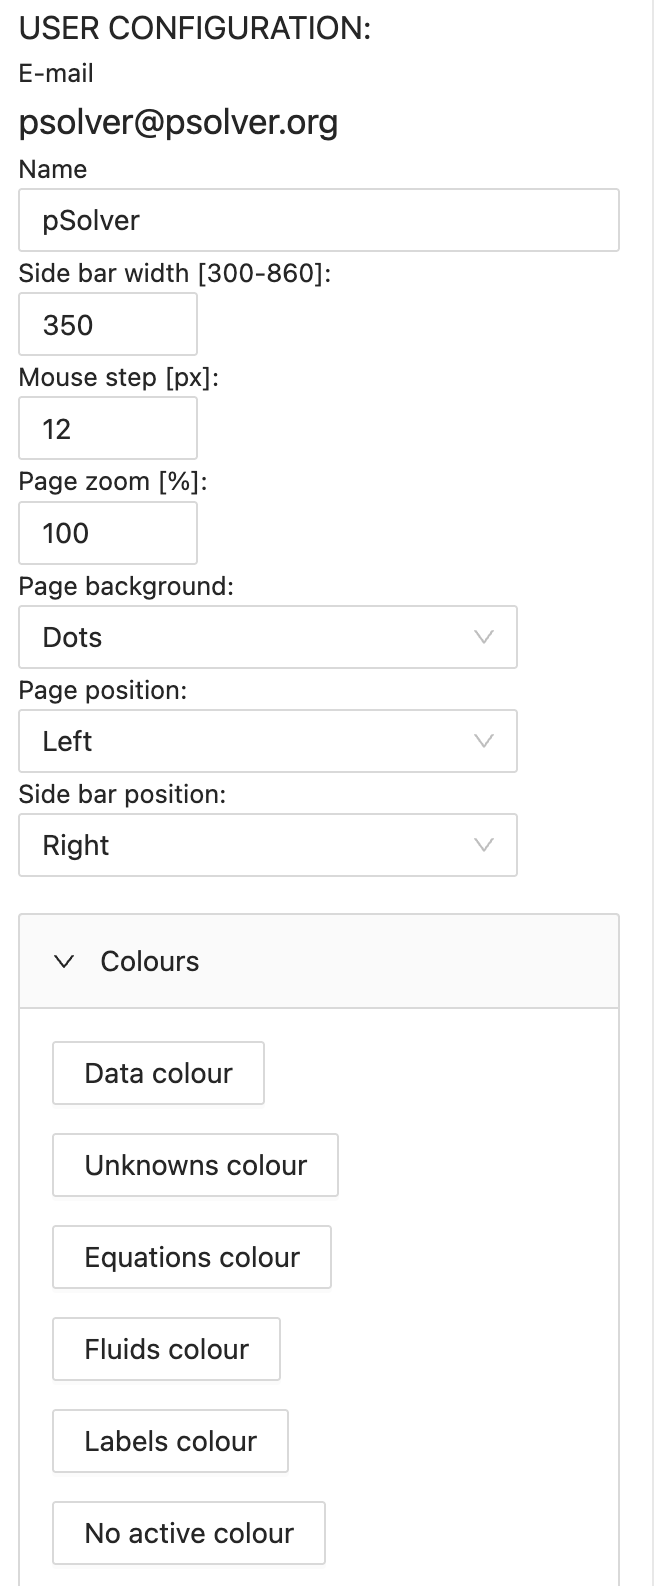 USER CONFIGURATION:
E-mail
psolver@psolver.org
Name
pSolver
Side bar width [300-860]:
350
Mouse step [px]:
12
Page zoom [%]:
100
Page background:
Dots
Page position:
Left
Side bar position:
Right
Colours
Data colour
Unknowns colour
Equations colour
Fluids colour
Labels colour
No active colour